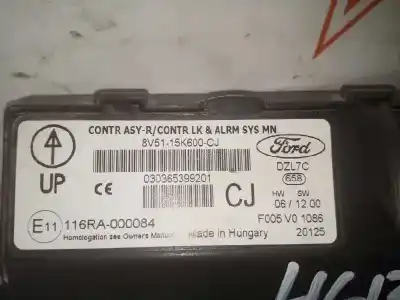 CONTR ASY-R/CONTR LK & ALRM SYS MN
8V51-15K600-CJ
Ford
DZL7C
658
UP
CE
030365399201
CJ
HW SW
06 / 12 00
E11 116RA-000084
F005 V0 1086
Homologation see Owners Manual
Made in Hungary
20125